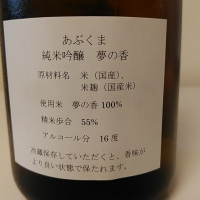 あぶくま
純米吟醸 夢の香
原材料名 米（国産）、
米麹（国産米）
使用米 夢の香 100%
精米歩合 55%
アルコール分 16度
冷蔵保存していただくと、香味が
より良い状態で保たれます。